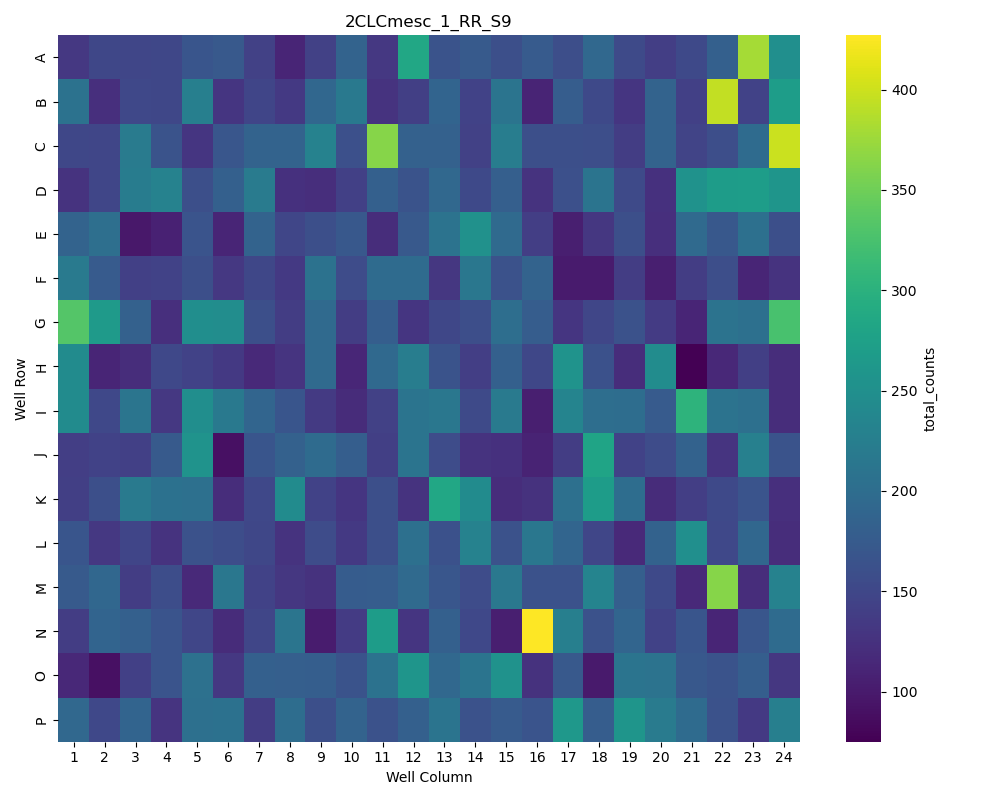 2CLCmesc_1_RR_S9
A
B
C
D
E
F
G
H
I
J
K
L
M
N
O
P
Well Row
1 2 3 4 5 6 7 8 9 10 11 12 13 14 15 16 17 18 19 20 21 22 23 24
Well Column
400
350
300
250
200
150
100
total_counts